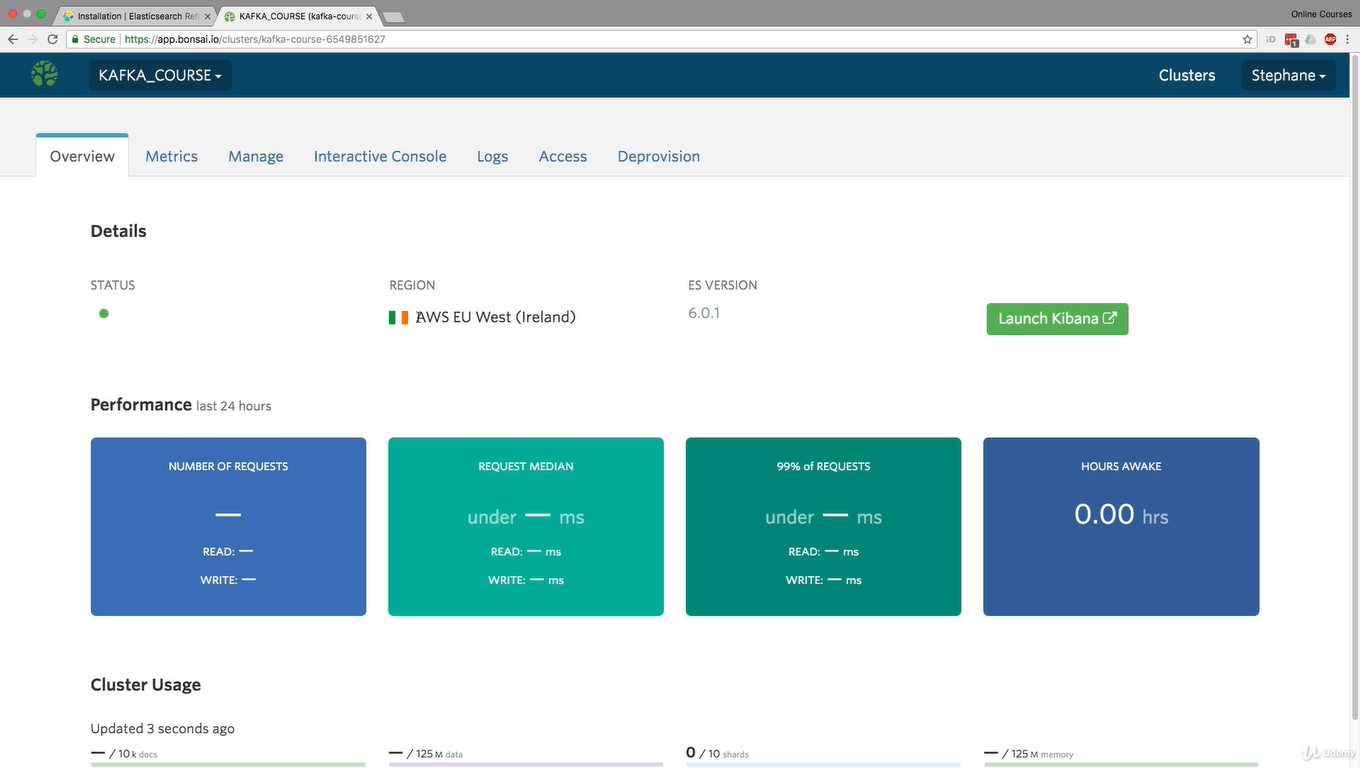 Installation | Elasticsearch Refe
KAFKA_COURSE (kafka-course
Online Courses
Secure | https://app.bonsai.io/clusters/kafka-course-6549851627
iD 1 ABP
KAFKA_COURSE
Clusters
Stephane
Overview
Metrics
Manage
Interactive Console
Logs
Access
Deprovision
Details
STATUS
REGION
ES VERSION
AWS EU West (Ireland)
6.0.1
Launch Kibana
Performance last 24 hours
NUMBER OF REQUESTS
—
READ: —
WRITE: —
REQUEST MEDIAN
under — ms
READ: — ms
WRITE: — ms
99% of REQUESTS
under — ms
READ: — ms
WRITE: — ms
HOURS AWAKE
0.00 hrs
Cluster Usage
Updated 3 seconds ago
— / 10 k docs
— / 125 M data
0 / 10 shards
— / 125 M memory
Udemy